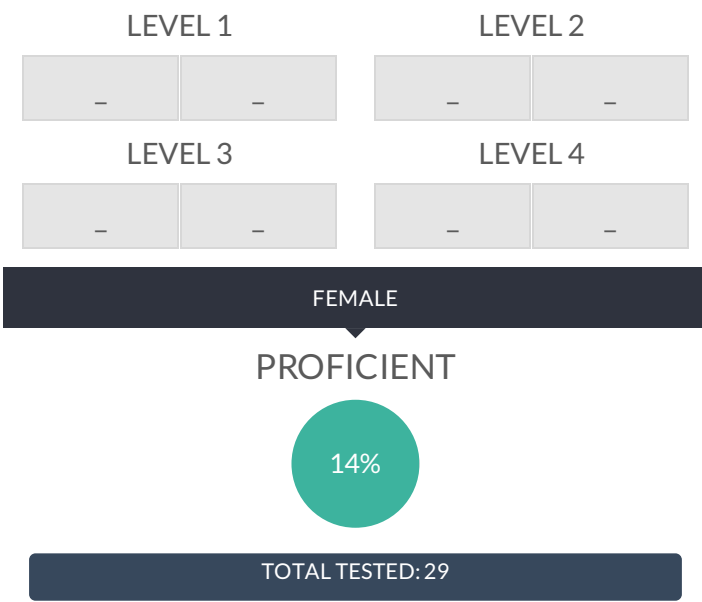 LEVEL 1 LEVEL 2
– – – –
LEVEL 3 LEVEL 4
– – – –
FEMALE
PROFICIENT
14%
TOTAL TESTED: 29